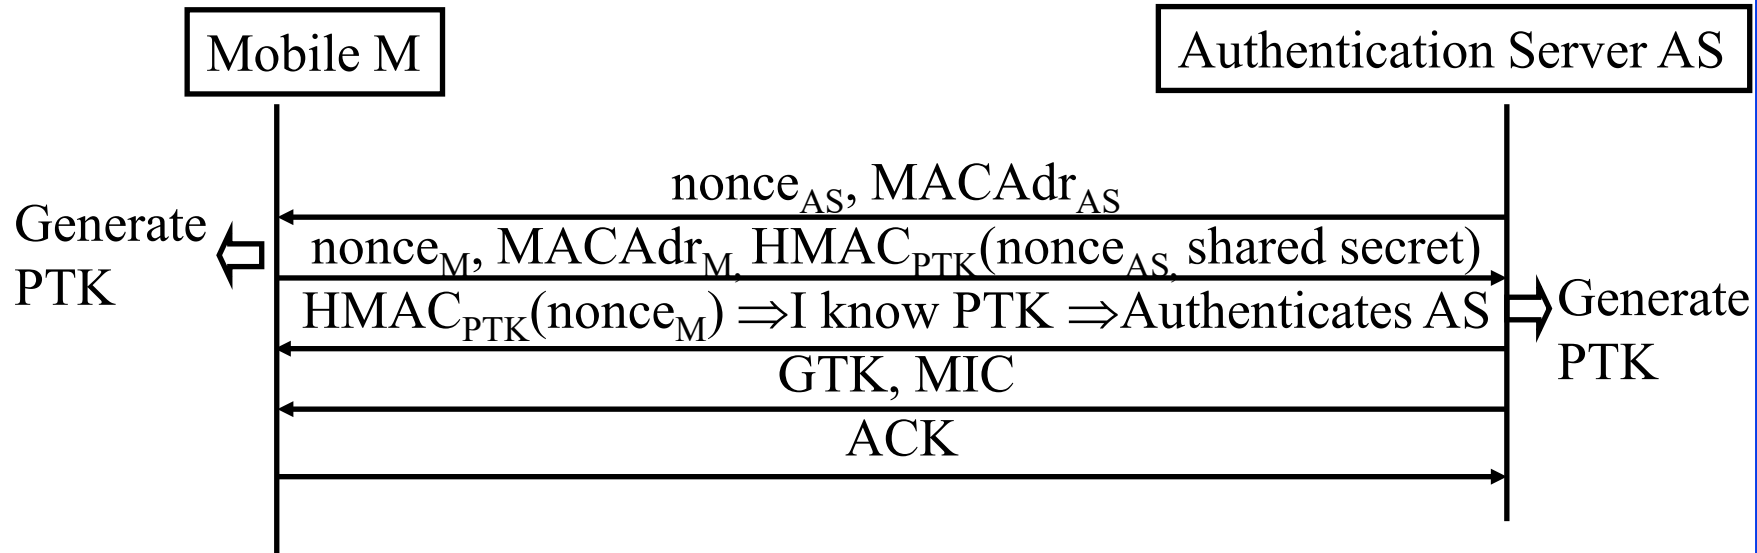 Mobile M
Authentication Server AS
nonceAS, MACAdrAS
Generate
PTK
nonceM, MACAdrM, HMACPTK(nonceAS, shared secret)
HMACPTK(nonceM) ⇒I know PTK ⇒Authenticates AS
Generate
PTK
GTK, MIC
ACK